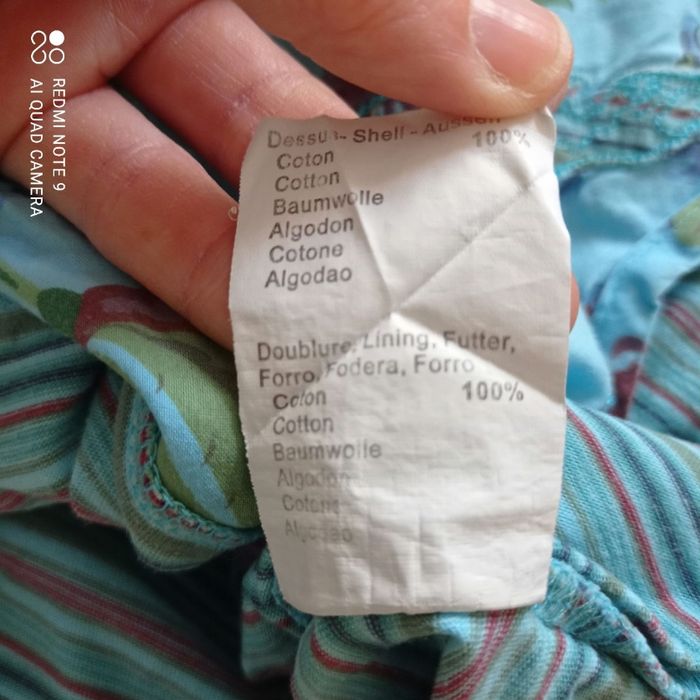 REDMI NOTE 9
AI QUAD CAMERA
Dessu - Shell - Aussen
100%
Coton
Cotton
Baumwolle
Algodon
Cotone
Algodao
Doublure, Lining, Futter,
Forro, Fodera, Forro
Coton 100%
Cotton
Baumwolle
Algodon
Cotone
Algodao